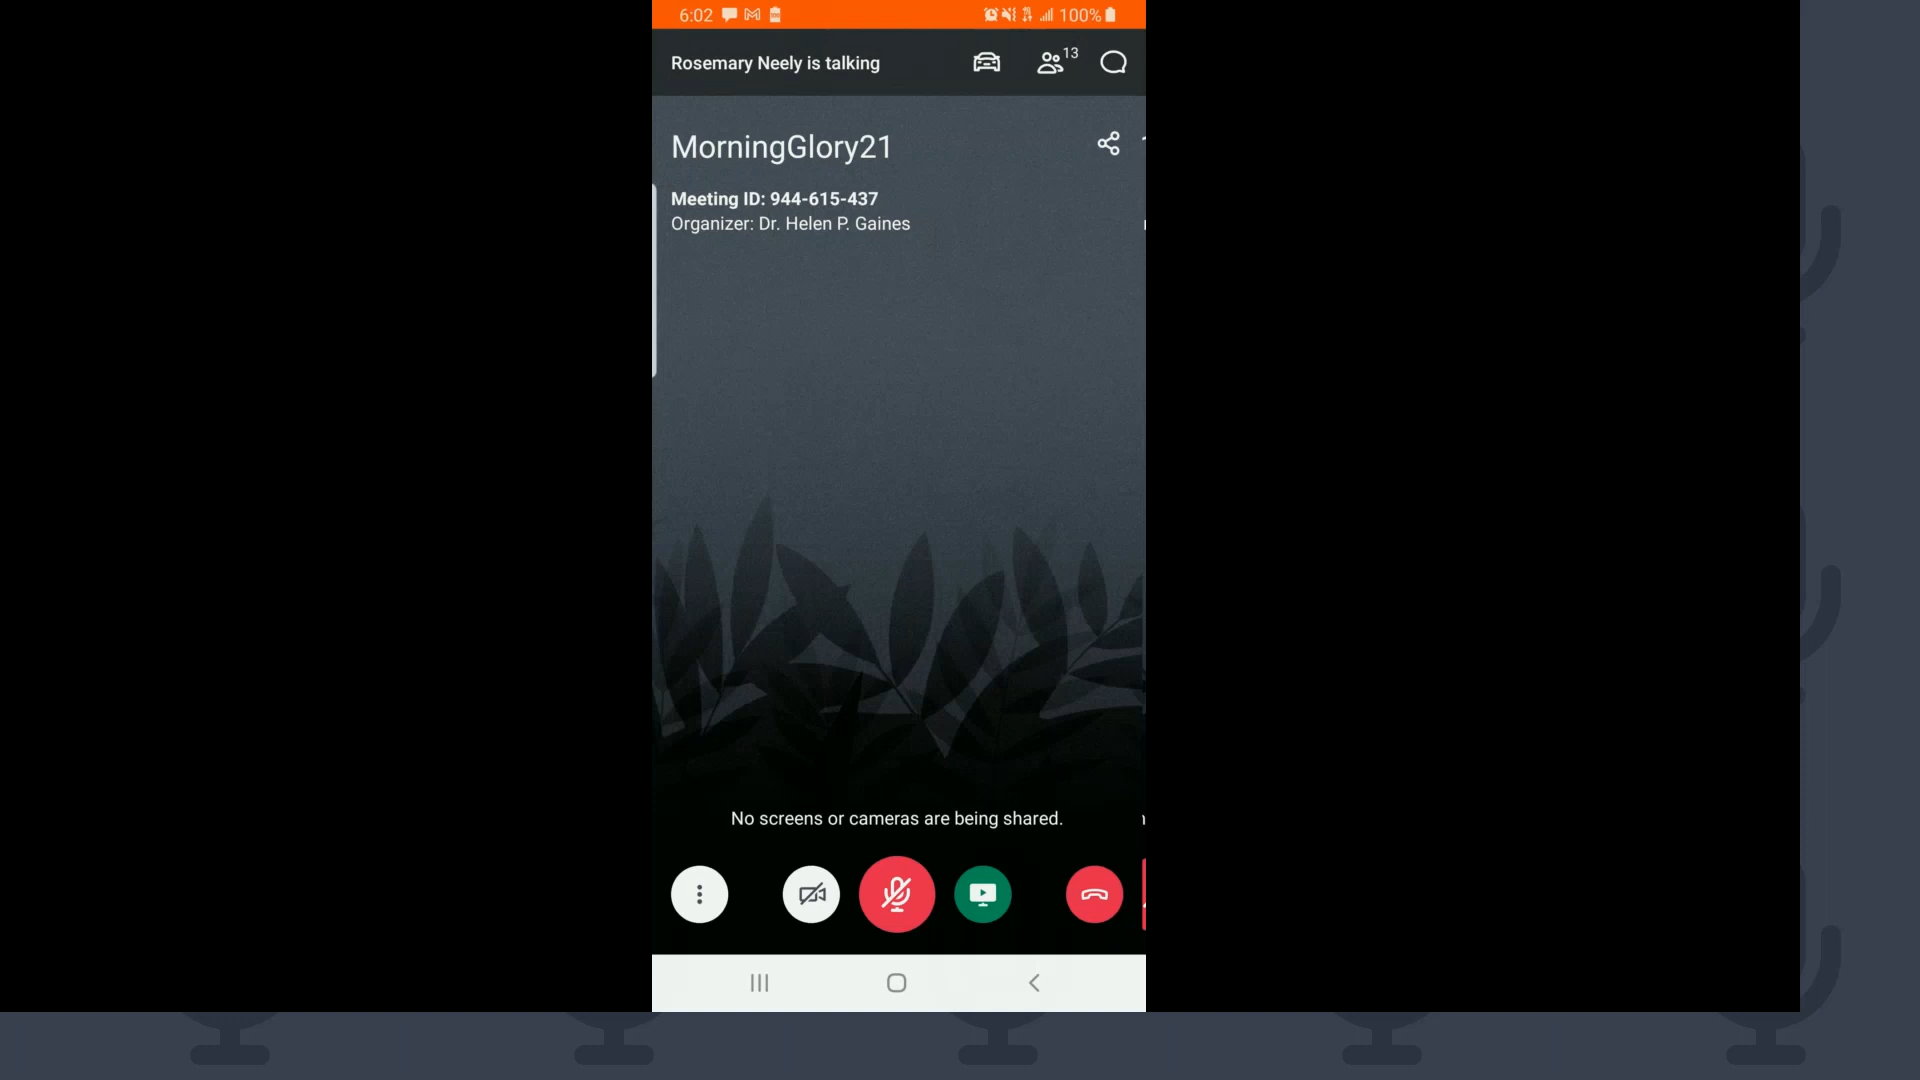 6:02
100%
Rosemary Neely is talking
13
MorningGlory21
Meeting ID: 944-615-437
Organizer: Dr. Helen P. Gaines
No screens or cameras are being shared.